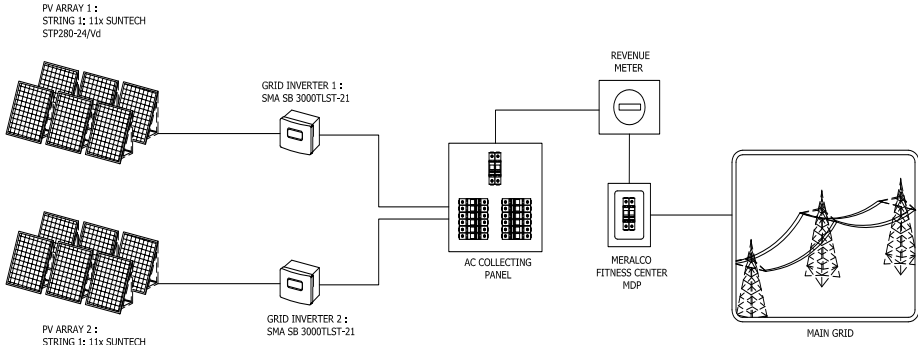 PV ARRAY 1 :
STRING 1: 11x SUNTECH
STP280-24/Vd
GRID INVERTER 1 :
SMA SB 3000TLST-21
REVENUE
METER
AC COLLECTING
PANEL
MERALCO
FITNESS CENTER
MDP
GRID INVERTER 2 :
SMA SB 3000TLST-21
MAIN GRID
PV ARRAY 2 :
STRING 1: 11x SUNTECH